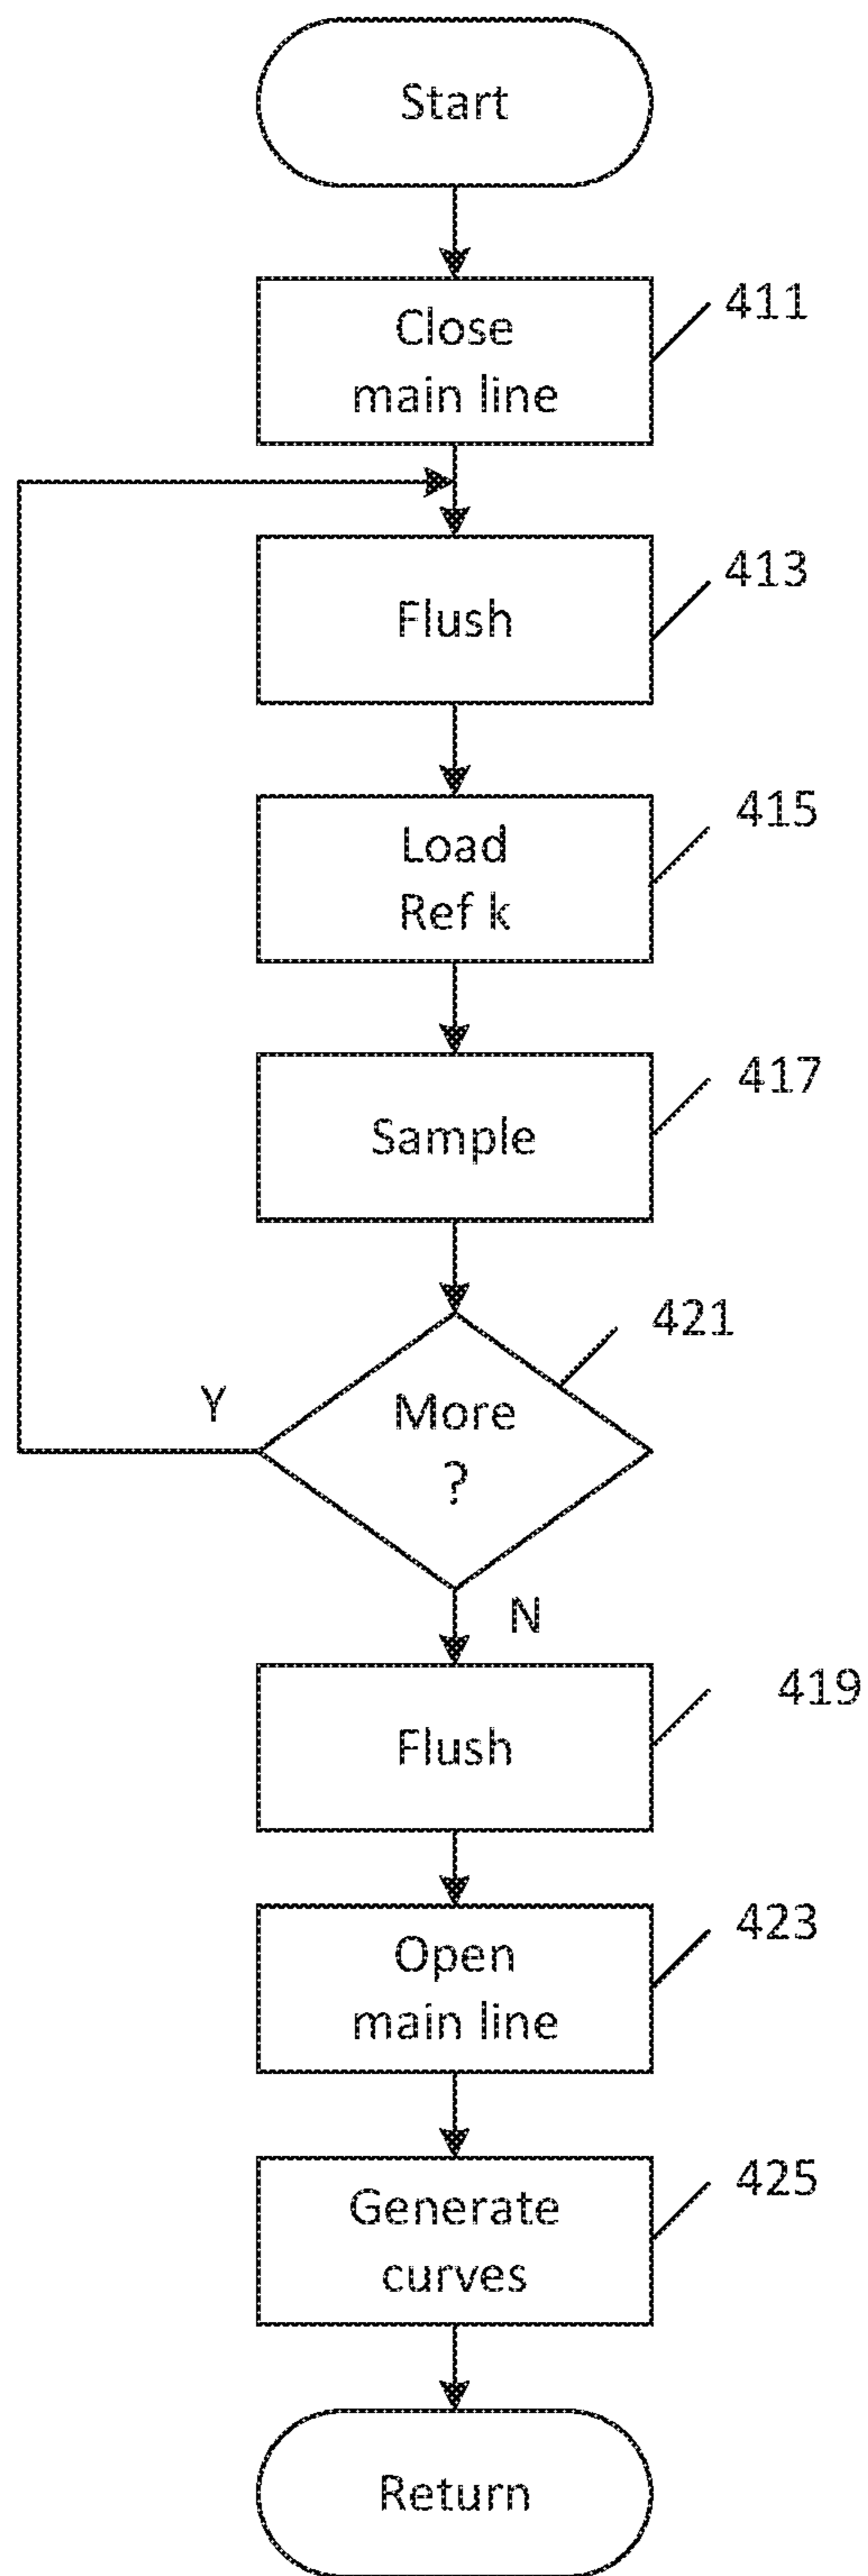 Start
Close
main line
411
Flush
413
Load
Ref k
415
Sample
417
More
?
421
Y
N
Flush
419
Open
main line
423
Generate
curves
425
Return